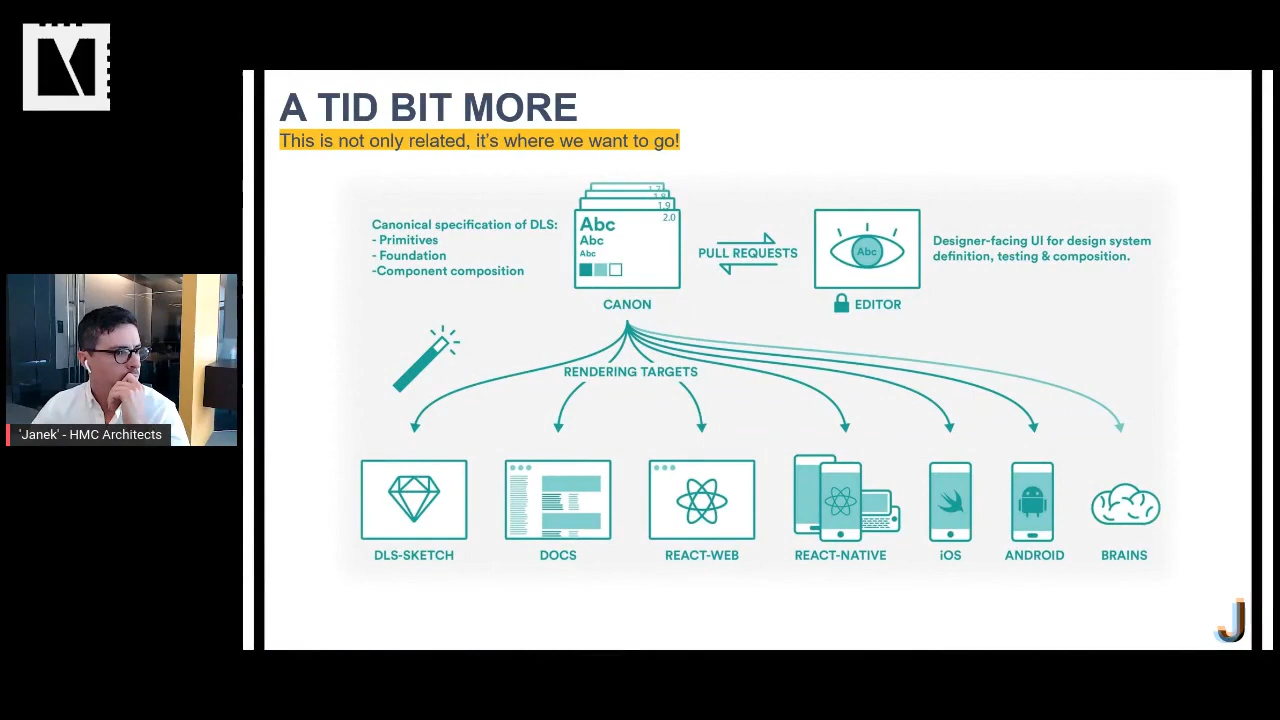 A TID BIT MORE
This is not only related, it's where we want to go!
Canonical specification of DLS:
- Primitives
- Foundation
-Component composition
1.9
2.0
Abc
Abc
Abc
CANON
PULL REQUESTS
Abc
EDITOR
Designer-facing UI for design system
definition, testing & composition.
RENDERING TARGETS
DLS-SKETCH
DOCS
REACT-WEB
REACT-NATIVE
iOS
ANDROID
BRAINS
'Janek' - HMC Architects
J